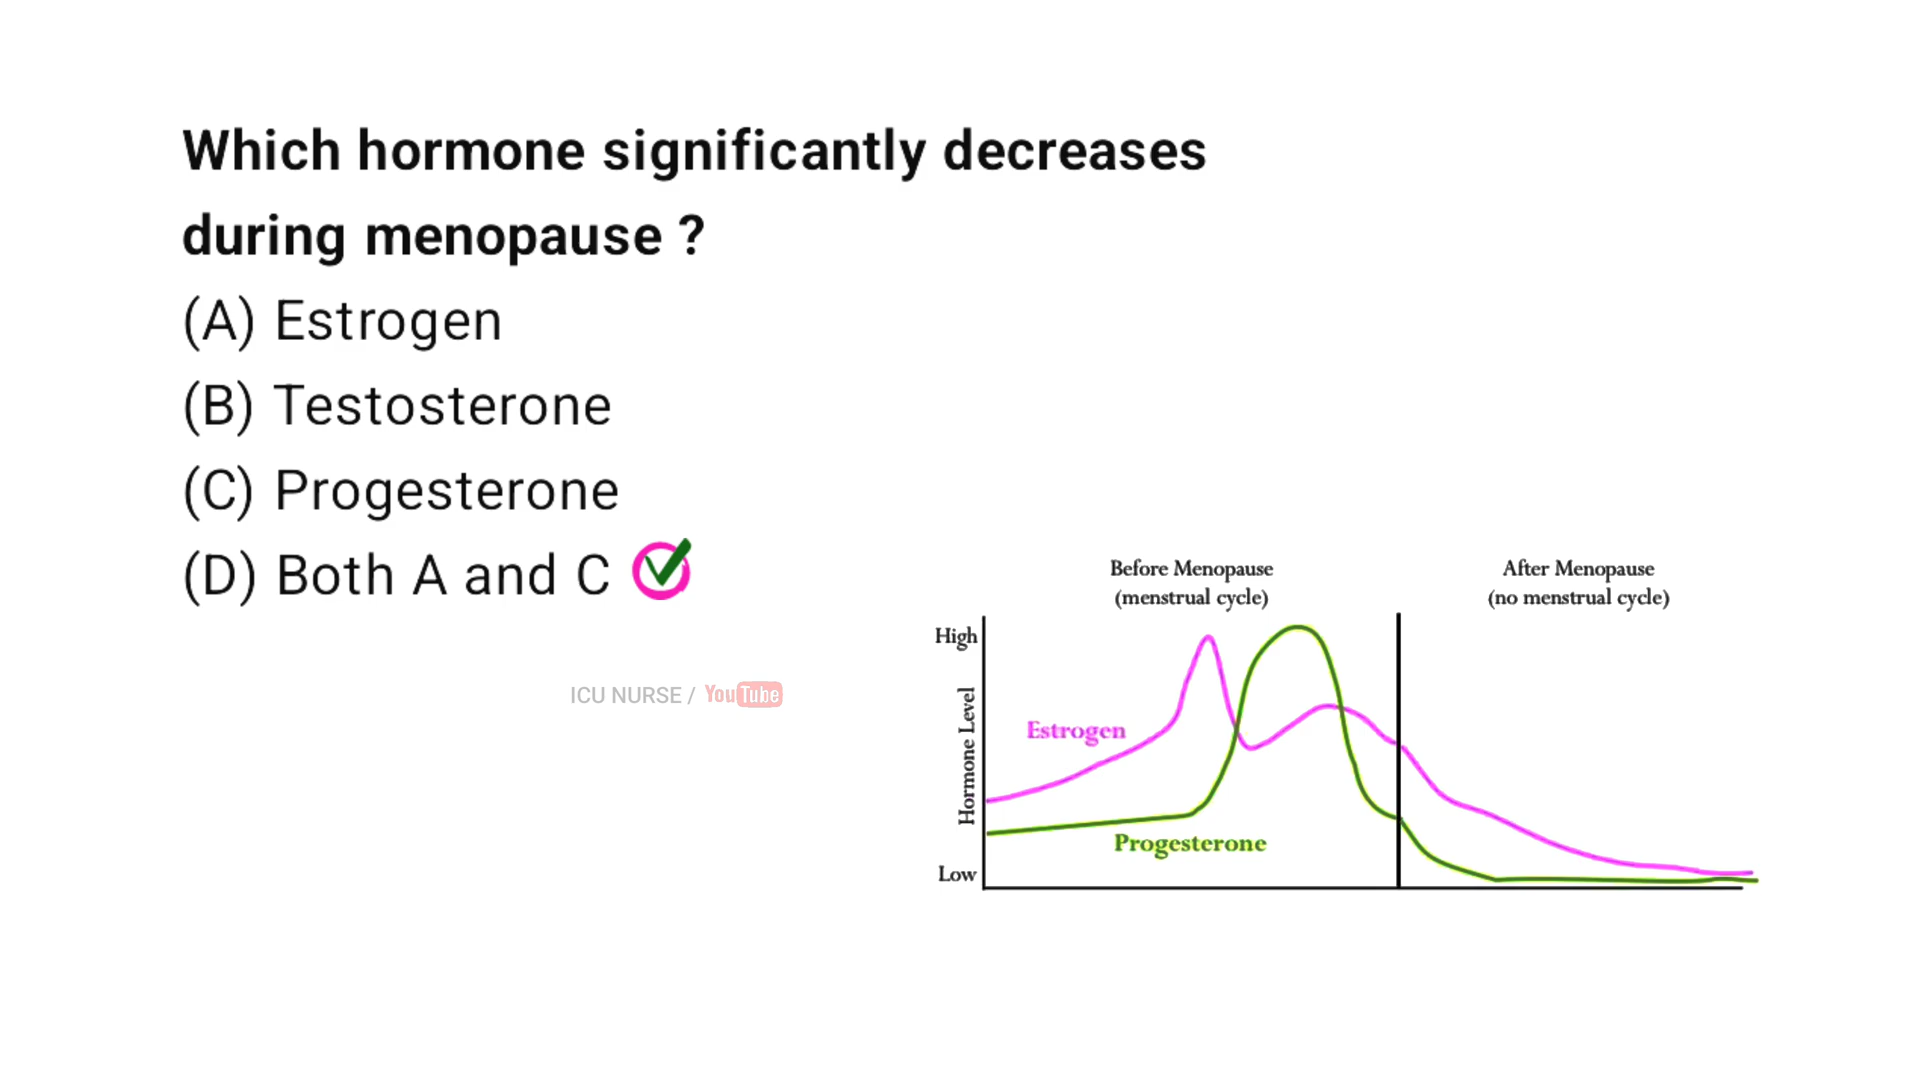 Which hormone significantly decreases
during menopause ?
(A) Estrogen
(B) Testosterone
(C) Progesterone
(D) Both A and C
ICU NURSE / YouTube
Before Menopause
(menstrual cycle)
After Menopause
(no menstrual cycle)
High
Hormone Level
Low
Estrogen
Progesterone